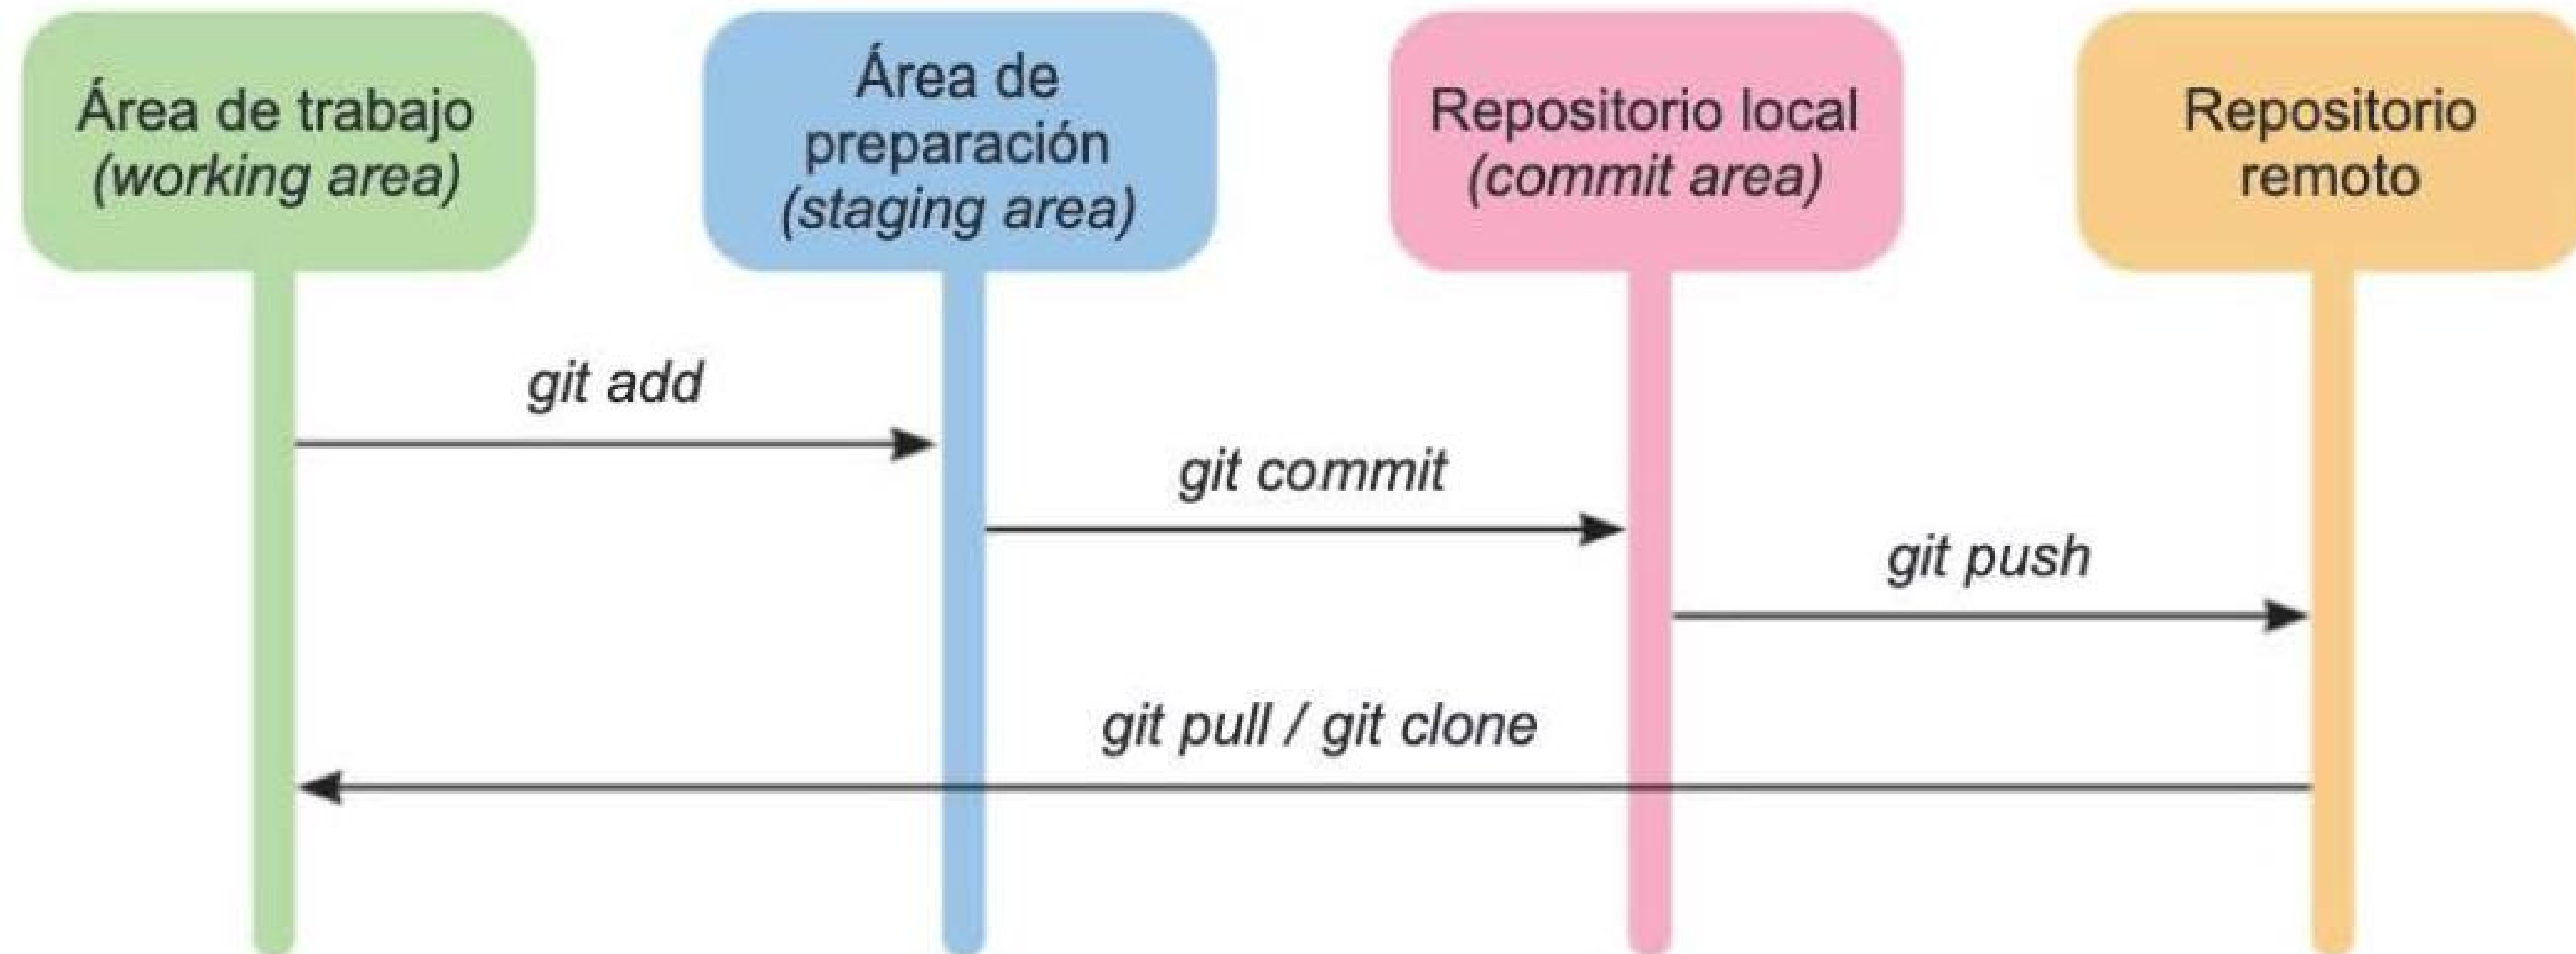 Área de trabajo
(working area)
Área de
preparación
(staging area)
Repositorio local
(commit area)
Repositorio
remoto
git add
git commit
git push
git pull / git clone